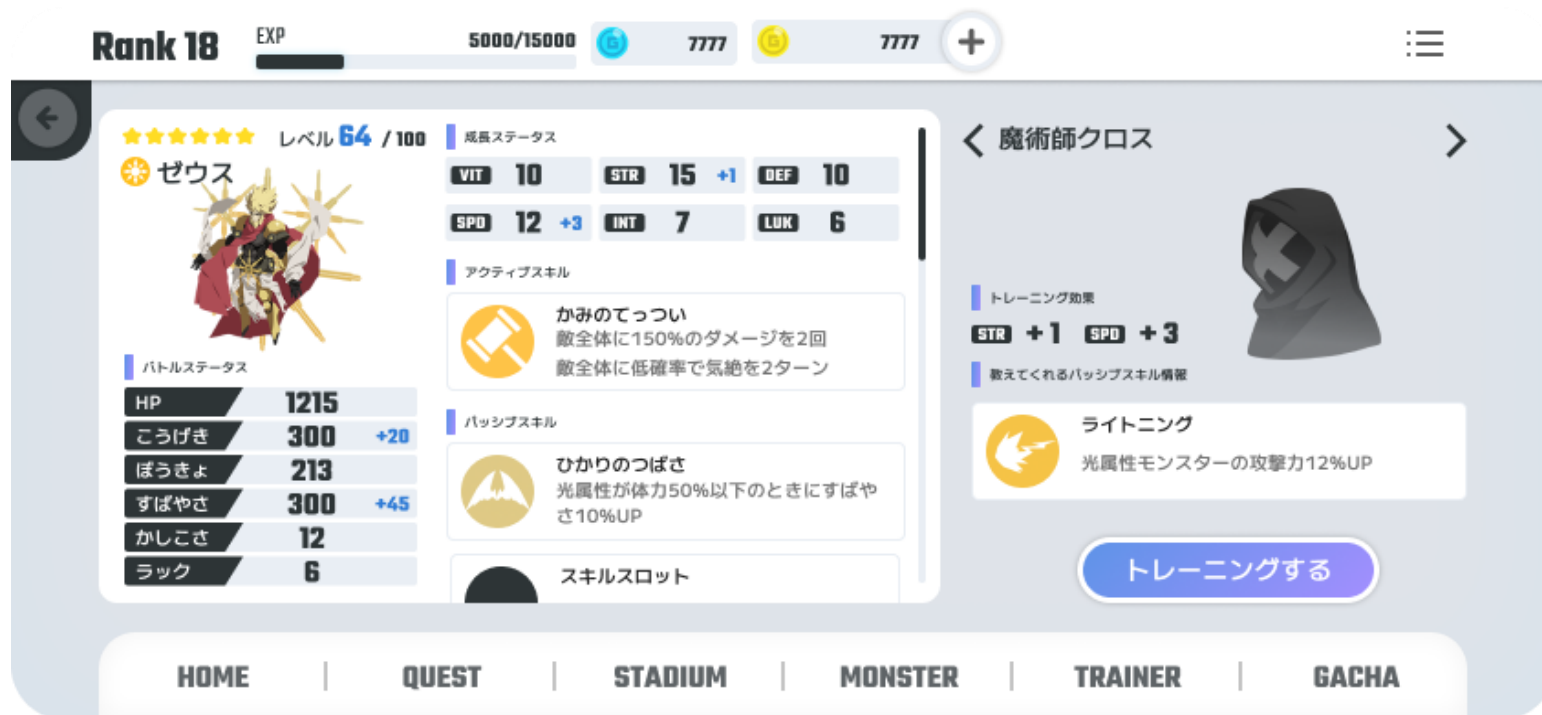 Rank 18
EXP
5000/15000
7777
7777
レベル 64 / 100
ゼウス
バトルステータス
HP 1215
こうげき 300 +20
ぼうきょ 213
すばやさ 300 +45
かしこさ 12
ラック 6
成長ステータス
VIT 10 STR 15 +1 DEF 10
SPD 12 +3 INT 7 LUK 6
アクティブスキル
かみのてっつい
敵全体に150%のダメージを2回
敵全体に低確率で気絶を2ターン
パッシブスキル
ひかりのつばさ
光属性が体力50%以下のときにすばや
さ10%UP
スキルスロット
魔術師クロス
トレーニング効果
STR +1 SPD +3
教えてくれるパッシブスキル情報
ライトニング
光属性モンスターの攻撃力12%UP
トレーニングする
HOME | QUEST | STADIUM | MONSTER | TRAINER | GACHA